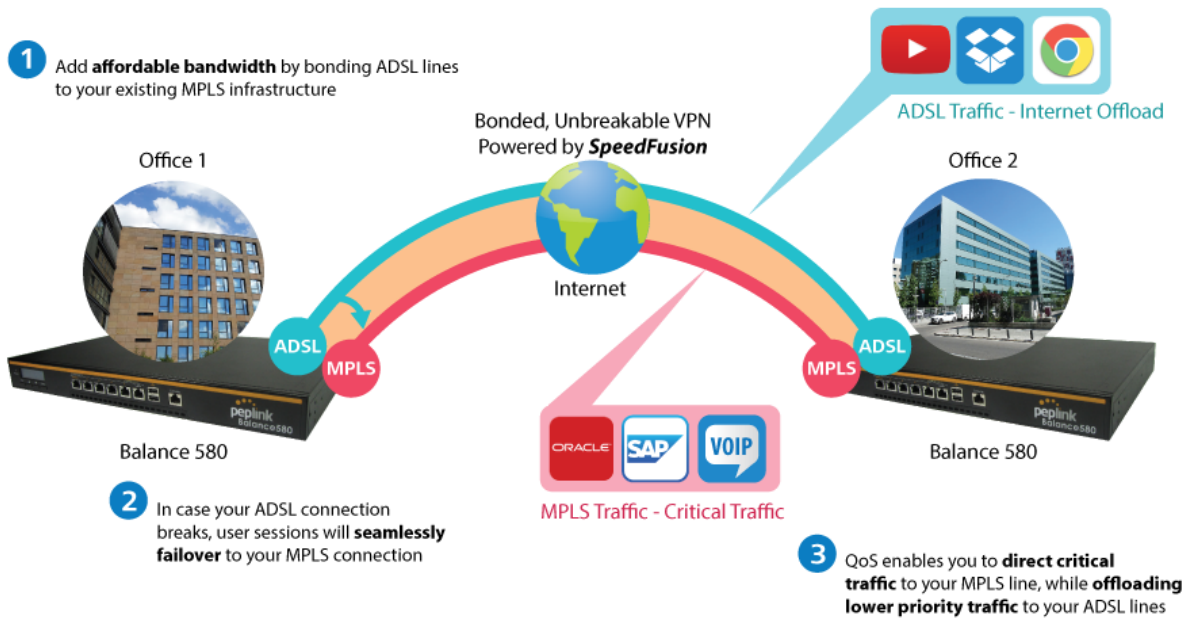 1
Add affordable bandwidth by bonding ADSL lines
to your existing MPLS infrastructure
Office 1
Bonded, Unbreakable VPN
Powered by SpeedFusion
Internet
ADSL Traffic - Internet Offload
Office 2
ADSL
MPLS
MPLS
ADSL
peplink
Balance580
Balance 580
peplink
Balance580
Balance 580
ORACLE
SAP
VOIP
MPLS Traffic - Critical Traffic
2
In case your ADSL connection
breaks, user sessions will seamlessly
failover to your MPLS connection
3
QoS enables you to direct critical
traffic to your MPLS line, while offloading
lower priority traffic to your ADSL lines